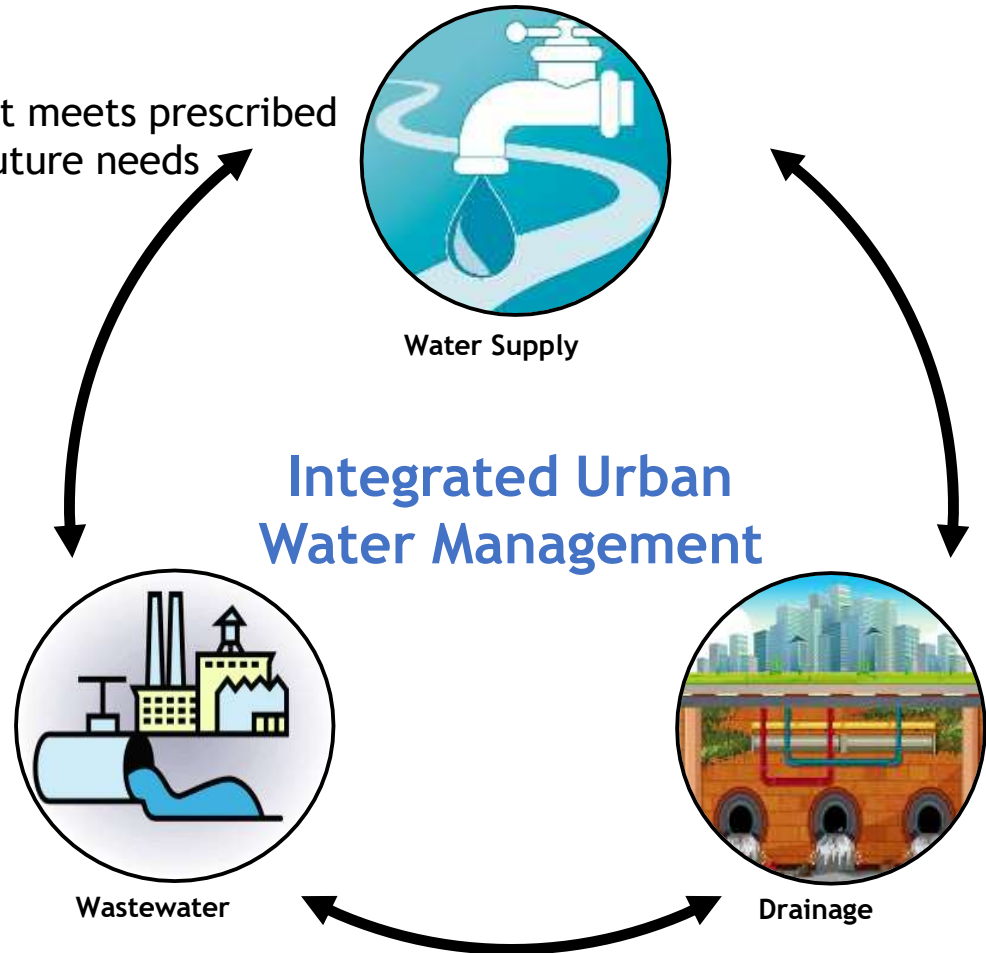 t meets prescribed
uture needs
Water Supply
Integrated Urban
Water Management
Wastewater
Drainage